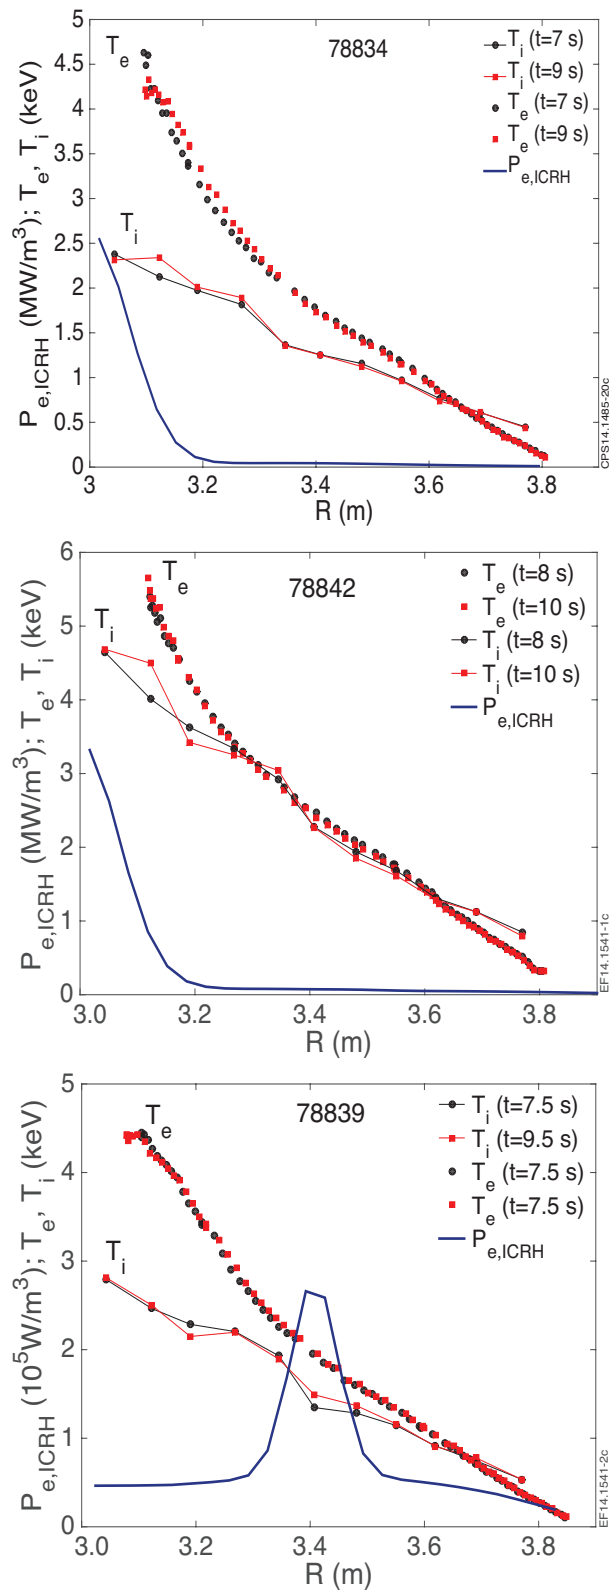 5
4.5
4
3.5
3
2.5
2
1.5
1
0.5
0
P_e,ICRH (MW/m^3); T_e, T_i (keV)
T_e
T_i
78834
T_i (t=7 s)
T_i (t=9 s)
T_e (t=7 s)
T_e (t=9 s)
P_e,ICRH
CPS14.1485-20c
3 3.2 3.4 3.6 3.8
R (m)
6
5
4
3
2
1
0
P_e,ICRH (MW/m^3); T_e, T_i (keV)
T_e
T_i
78842
T_e (t=8 s)
T_e (t=10 s)
T_i (t=8 s)
T_i (t=10 s)
P_e,ICRH
EF14.1541-1c
3.0 3.2 3.4 3.6 3.8
R (m)
5
4
3
2
1
0
P_e,ICRH (10^5W/m^3); T_e, T_i (keV)
T_e
T_i
78839
T_i (t=7.5 s)
T_i (t=9.5 s)
T_e (t=7.5 s)
T_e (t=7.5 s)
P_e,ICRH
EF14.1541-2c
3.0 3.2 3.4 3.6 3.8
R (m)